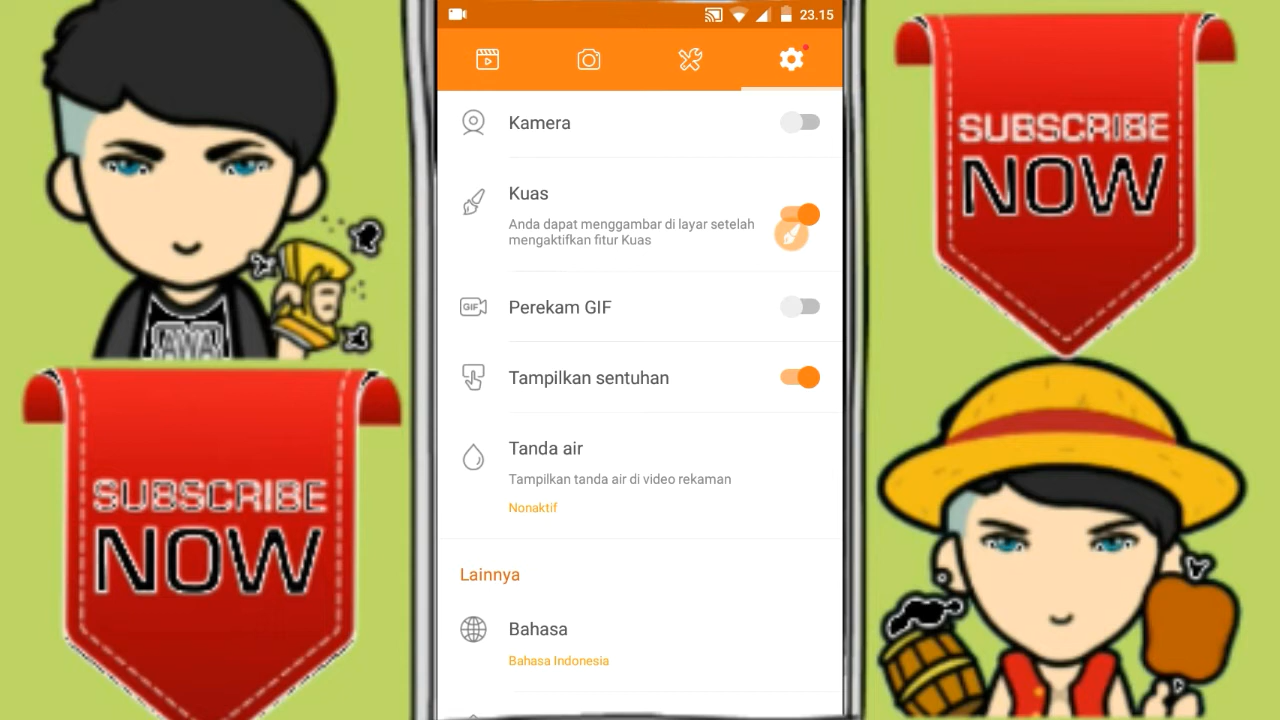 23.15
Kamera
Kuas
Anda dapat menggambar di layar setelah
mengaktifkan fitur Kuas
GIF
Perekam GIF
Tampilkan sentuhan
Tanda air
Tampilkan tanda air di video rekaman
Nonaktif
Lainnya
Bahasa
Bahasa Indonesia
SUBSCRIBE
NOW
SUBSCRIBE
NOW